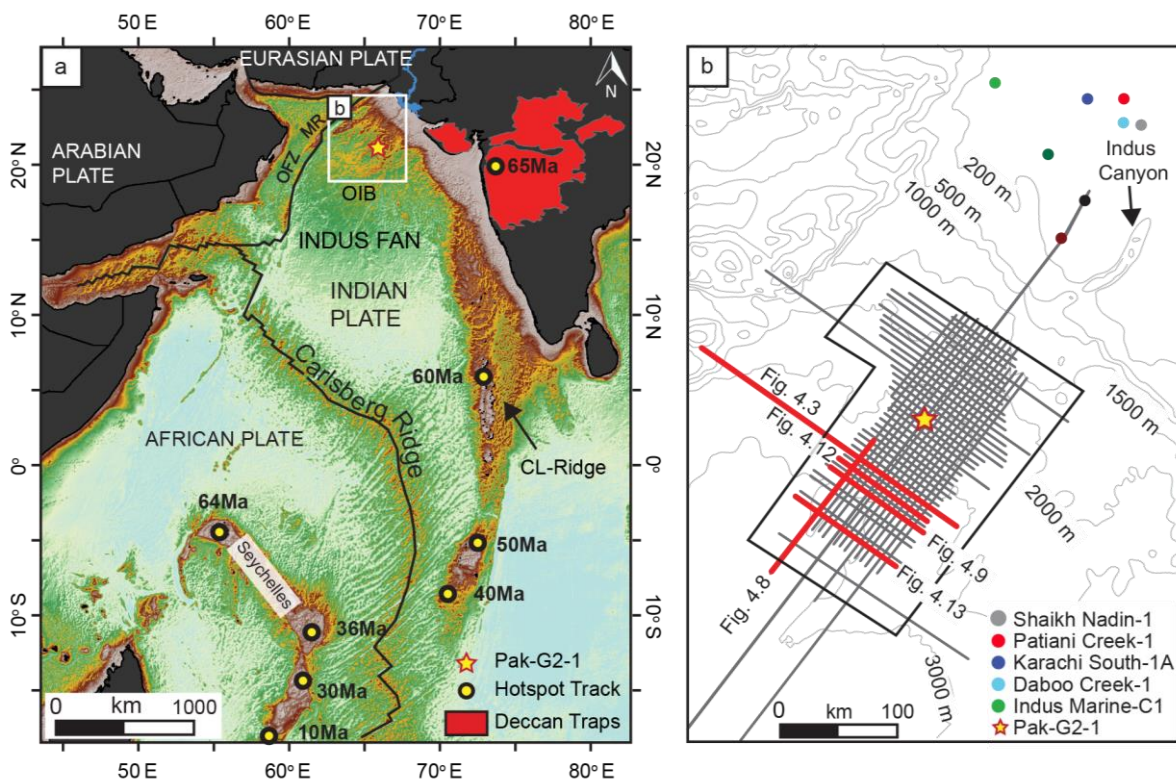 50°E
60°E
70°E
80°E
a
EURASIAN PLATE
N
b
MR
ARABIAN
PLATE
OFZ
65Ma
20°N
20°N
OIB
INDUS FAN
INDIAN
PLATE
10°N
10°N
60Ma
Carlsberg Ridge
AFRICAN PLATE
CL-Ridge
0°
0°
64Ma
Seychelles
50Ma
40Ma
10°S
10°S
36Ma
Pak-G2-1
30Ma
Hotspot Track
km
0
1000
10Ma
Deccan Traps
50°E
60°E
70°E
80°E
b
Indus
Canyon
200 m
500 m
1000 m
Fig. 4.3
Fig. 4.12
1500 m
2000 m
Fig. 4.9
Fig. 4.13
Fig. 4.8
3000 m
Shaikh Nadin-1
Patiani Creek-1
Karachi South-1A
Daboo Creek-1
Indus Marine-C1
Pak-G2-1
0
km
100